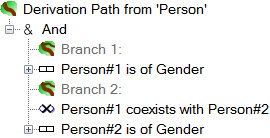 Derivation Path from 'Person'
& And
Branch 1:
Person#1 is of Gender
Branch 2:
Person#1 coexists with Person#2
Person#2 is of Gender